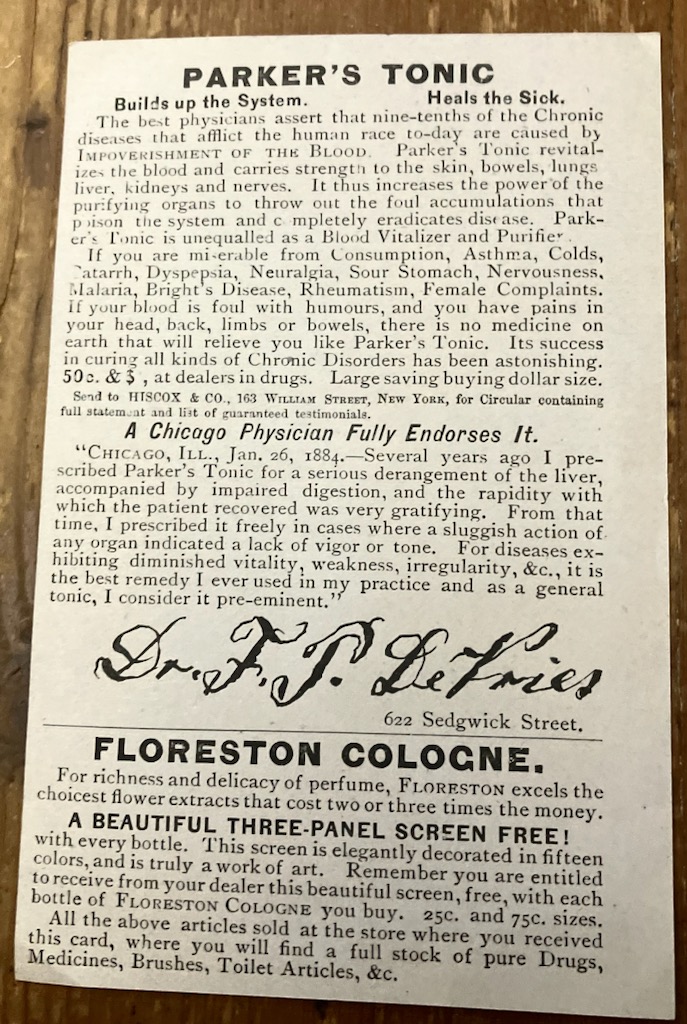 PARKER'S TONIC
Builds up the System. Heals the Sick.
The best physicians assert that nine-tenths of the Chronic
diseases that afflict the human race to-day are caused by
IMPOVERISHMENT OF THE BLOOD. Parker's Tonic revital-
izes the blood and carries strength to the skin, bowels, lungs
liver, kidneys and nerves. It thus increases the power of the
purifying organs to throw out the foul accumulations that
poison the system and c mpletely eradicates disease. Park-
er's Tonic is unequalled as a Blood Vitalizer and Purifier.
If you are miserable from Consumption, Asthma, Colds,
Catarrh, Dyspepsia, Neuralgia, Sour Stomach, Nervousness,
Malaria, Bright's Disease, Rheumatism, Female Complaints.
If your blood is foul with humours, and you have pains in
your head, back, limbs or bowels, there is no medicine on
earth that will relieve you like Parker's Tonic. Its success
in curing all kinds of Chronic Disorders has been astonishing.
50c. & $ , at dealers in drugs. Large saving buying dollar size.
Send to HISCOX & CO., 163 WILLIAM STREET, NEW YORK, for Circular containing
full statement and list of guaranteed testimonials.
A Chicago Physician Fully Endorses It.
"CHICAGO, ILL., Jan. 26, 1884.—Several years ago I pre-
scribed Parker's Tonic for a serious derangement of the liver,
accompanied by impaired digestion, and the rapidity with
which the patient recovered was very gratifying. From that
time, I prescribed it freely in cases where a sluggish action of
any organ indicated a lack of vigor or tone. For diseases ex-
hibiting diminished vitality, weakness, irregularity, &c., it is
the best remedy I ever used in my practice and as a general
tonic, I consider it pre-eminent."
Dr. F. P. DeVries
622 Sedgwick Street.
FLORESTON COLOGNE.
For richness and delicacy of perfume, FLORESTON excels the
choicest flower extracts that cost two or three times the money.
A BEAUTIFUL THREE-PANEL SCREEN FREE!
with every bottle. This screen is elegantly decorated in fifteen
colors, and is truly a work of art. Remember you are entitled
to receive from your dealer this beautiful screen, free, with each
bottle of FLORESTON COLOGNE you buy. 25c. and 75c. sizes.
All the above articles sold at the store where you received
this card, where you will find a full stock of pure Drugs,
Medicines, Brushes, Toilet Articles, &c.